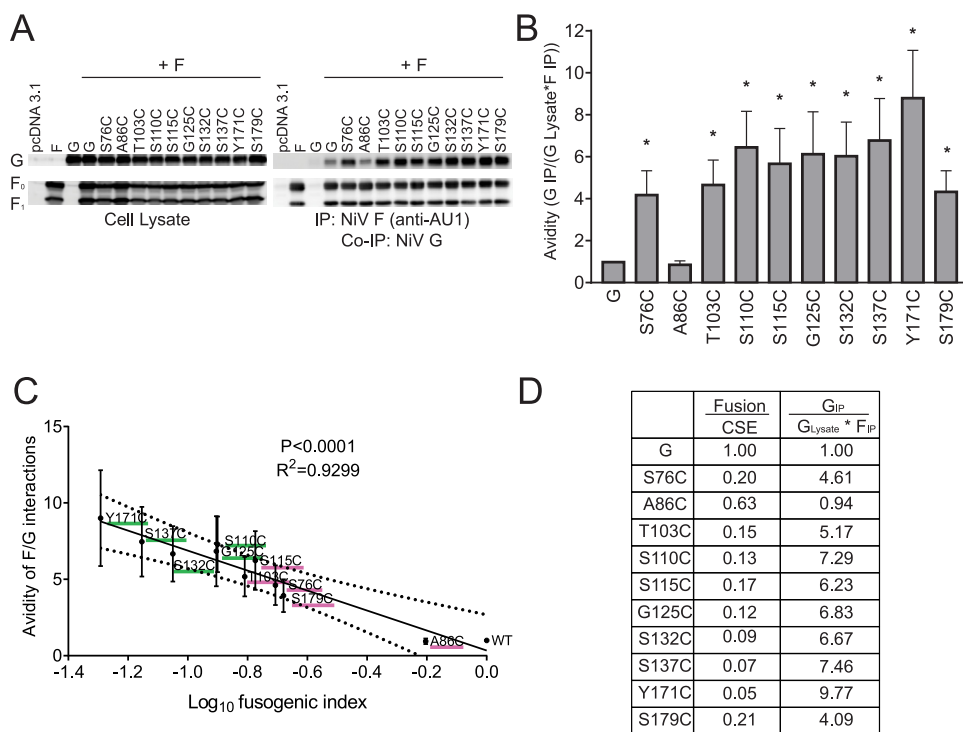 A
+ F
+ F
pcDNA 3.1
F
G
G
S76C
A86C
T103C
S110C
S115C
G125C
S132C
S137C
Y171C
S179C
pcDNA 3.1
F
G
G
S76C
A86C
T103C
S110C
S115C
G125C
S132C
S137C
Y171C
S179C
G
F0
F1
Cell Lysate
IP: NiV F (anti-AU1)
Co-IP: NiV G
B
Avidity (G IP/(G Lysate*F IP))
12
10
8
6
4
2
0
* * * * * * * * *
G
S76C
A86C
T103C
S110C
S115C
G125C
S132C
S137C
Y171C
S179C
C
Avidity of F/G interactions
15
10
5
0
P<0.0001
R2=0.9299
Y171C
S137C
S132C
S110C
G125C
S115C
103C
S76C
S179C
A86C
WT
-1.4 -1.2 -1.0 -0.8 -0.6 -0.4 -0.2 0.0
Log10 fusogenic index
D
Fusion GIP
CSE GLysate * FIP
G 1.00 1.00
S76C 0.20 4.61
A86C 0.63 0.94
T103C 0.15 5.17
S110C 0.13 7.29
S115C 0.17 6.23
G125C 0.12 6.83
S132C 0.09 6.67
S137C 0.07 7.46
Y171C 0.05 9.77
S179C 0.21 4.09